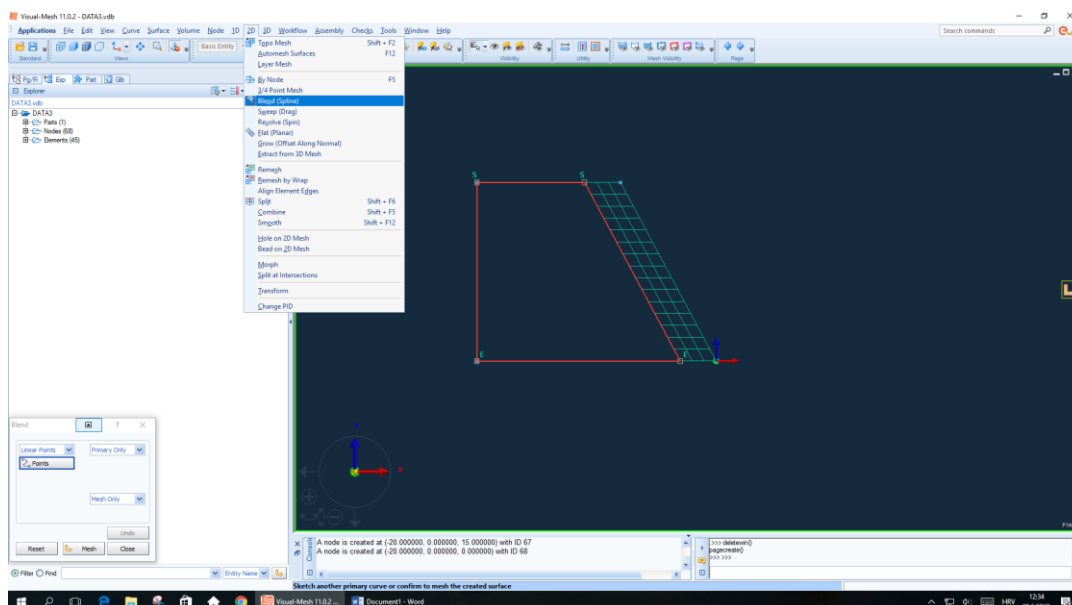 Visual-Mesh 11.0.2 - DATA3.vdb
Applications File Edit View Curve Surface Volume Node 1D 2D 3D Workflow Assembly Checks Tools Window Help
Search commands
Basic Entity
Standard Views Visibility Utility Mesh Visibility Page
Topo Mesh Shift + F2
Automesh Surfaces F12
Layer Mesh
By Node F5
3/4 Point Mesh
Blend (Spline)
Sweep (Drag)
Revolve (Spin)
Flat (Planar)
Grow (Offset Along Normal)
Extract from 3D Mesh
Remesh
Remesh by Wrap
Align Element Edges
Split Shift + F6
Combine Shift + F5
Smooth Shift + F12
Hole on 2D Mesh
Bead on 2D Mesh
Morph
Split at Intersections
Transform
Change PID
Pg/R Exp Part Gb
Explorer
DATA3.vdb
DATA3
Parts (1)
Nodes (68)
Elements (45)
S S
E E
X
Blend ?
Linear Points Primary Only
Points
Mesh Only
Undo
Reset Mesh Close
Filter Find Entity Name
Console
A node is created at (-20.000000, 0.000000, 15.000000) with ID 67
A node is created at (-20.000000, 0.000000, 0.000000) with ID 68
>>> deletewin()
pagecreate()
>>> >>>
Sketch another primary curve or confirm to mesh the created surface
Visual-Mesh 11.0.2 ... Document1 - Word
HRV 12:34